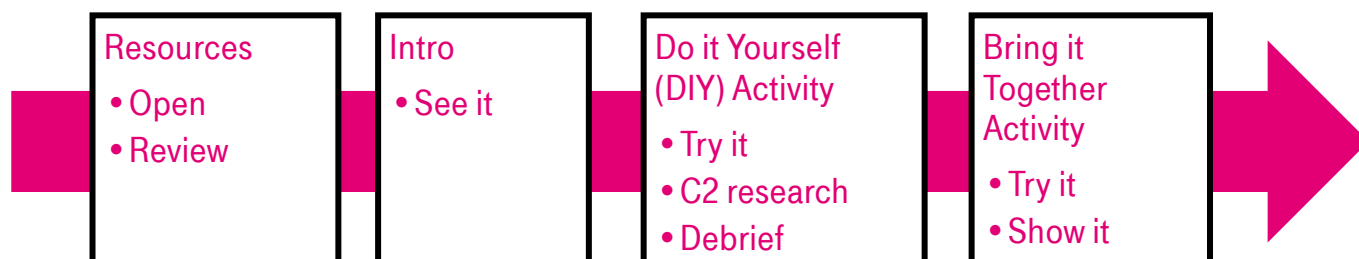 Resources
• Open
• Review
Intro
• See it
Do it Yourself
(DIY) Activity
• Try it
• C2 research
• Debrief
Bring it
Together
Activity
• Try it
• Show it